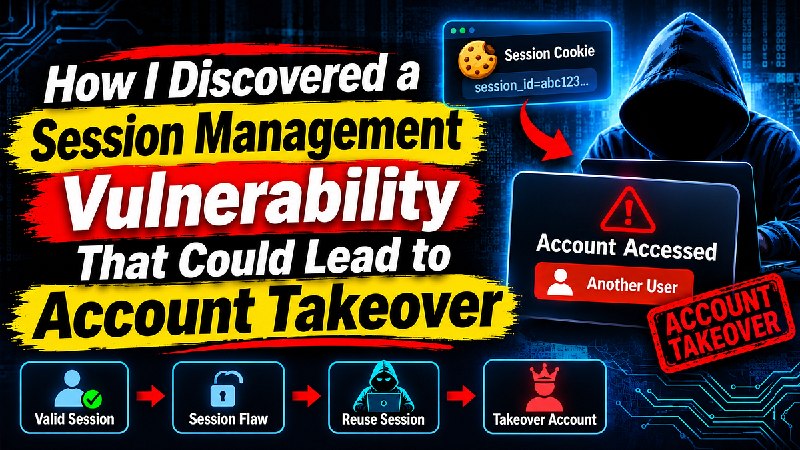 How I Discovered a
Session Management
Vulnerability
That Could Lead to
Account Takeover
Session Cookie
session_id=abc123...
Account Accessed
Another User
ACCOUNT
TAKEOVER
Valid Session
Session Flaw
Reuse Session
Takeover Account